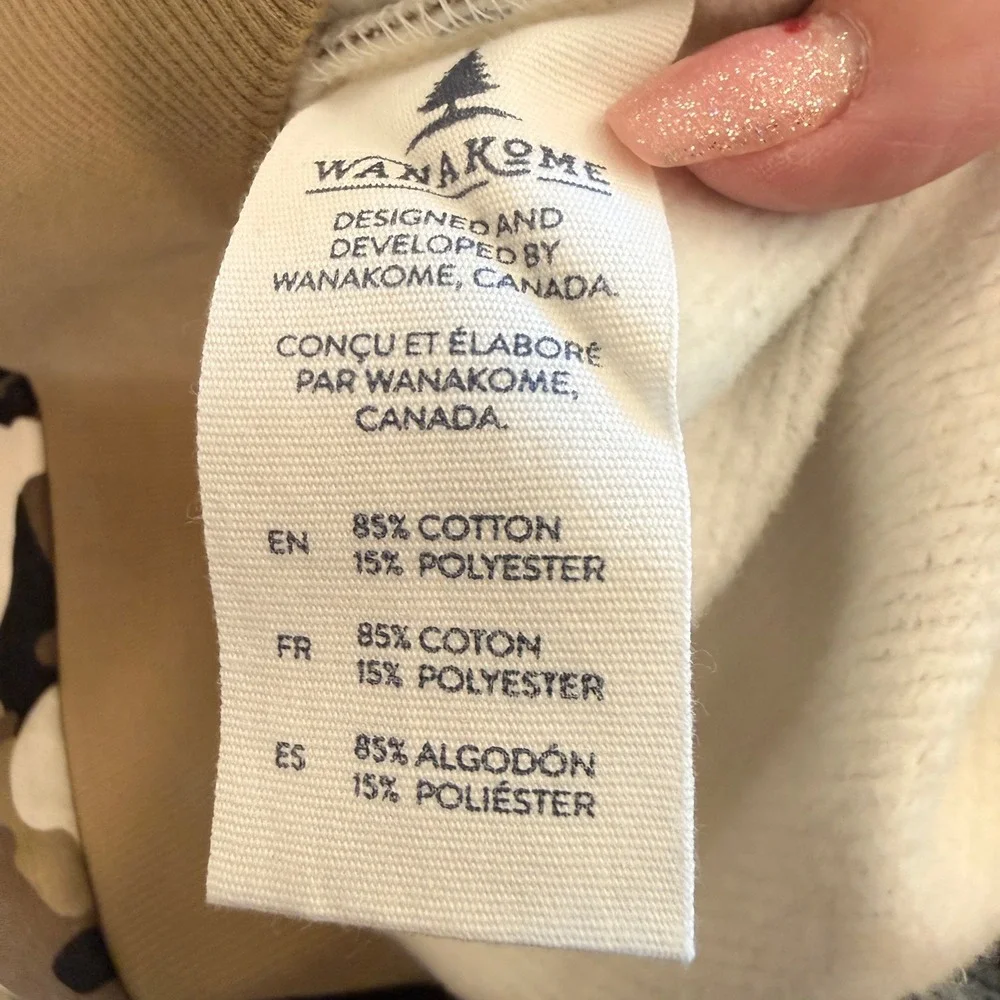 WANAKOME
DESIGNED AND
DEVELOPED BY
WANAKOME, CANADA.
CONÇU ET ÉLABORÉ
PAR WANAKOME,
CANADA.
EN 85% COTTON
15% POLYESTER
FR 85% COTON
15% POLYESTER
ES 85% ALGODÓN
15% POLIÉSTER